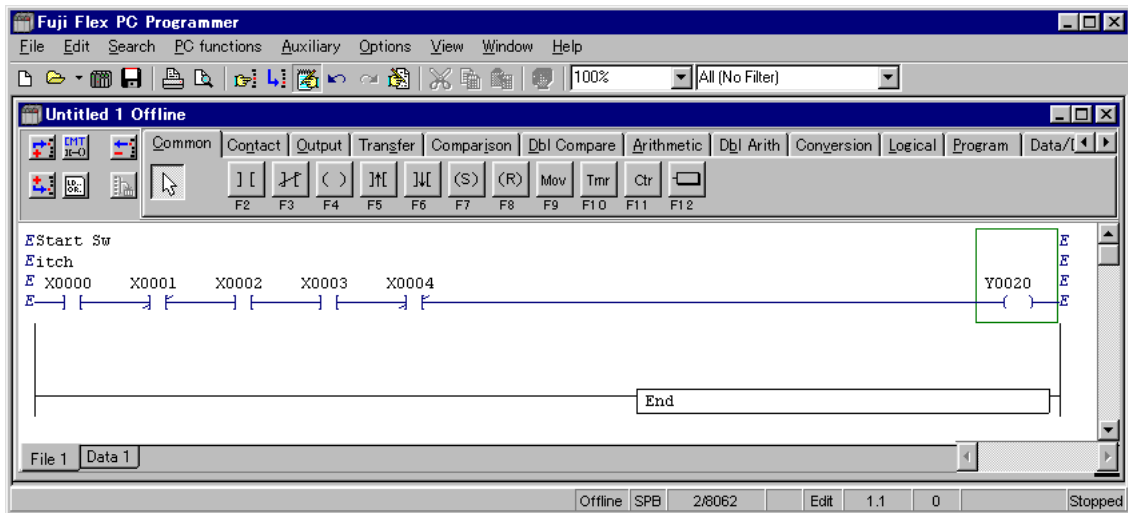 Fuji Flex PC Programmer
File Edit Search PC functions Auxiliary Options View Window Help
100% All (No Filter)
Untitled 1 Offline
Common Contact Output Transfer Comparison Dbl Compare Arithmetic Dbl Arith Conversion Logical Program Data/
(S) (R) Mov Tmr Ctr
F2 F3 F4 F5 F6 F7 F8 F9 F10 F11 F12
EStart Sw E
Eitch E
E X0000 X0001 X0002 X0003 X0004 Y0020 E
E E
End
File 1 Data 1
Offline SPB 2/8062 Edit 1.1 0 Stopped